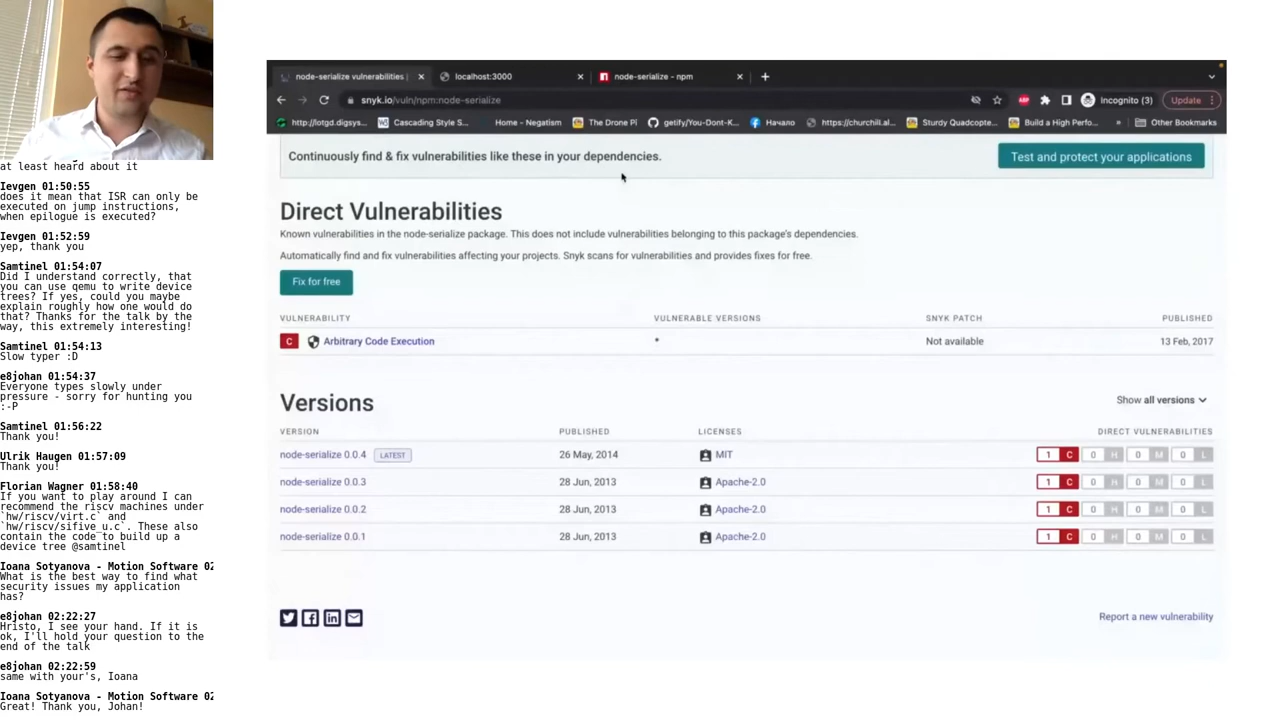 at least heard about it
Ievgen 01:50:55
does it mean that ISR can only be
executed on jump instructions,
when epilogue is executed?
Ievgen 01:52:59
yep, thank you
Samtinel 01:54:07
Did I understand correctly, that
you can use qemu to write device
trees? If yes, could you maybe
explain roughly how one would do
that? Thanks for the talk by the
way, this extremely interesting!
Samtinel 01:54:13
Slow typer :D
e8johan 01:54:37
Everyone types slowly under
pressure - sorry for hunting you
:-P
Samtinel 01:56:22
Thank you!
Ulrik Haugen 01:57:09
Thank you!
Florian Wagner 01:58:40
If you want to play around I can
recommend the riscv machines under
`hw/riscv/virt.c` and
`hw/riscv/sifive_u.c`. These also
contain the code to build up a
device tree @samtinel
Ioana Sotyanova - Motion Software 02
What is the best way to find what
security issues my application
has?
e8johan 02:22:27
Hristo, I see your hand. If it is
ok, I'll hold your question to the
end of the talk
e8johan 02:22:59
same with your's, Ioana
Ioana Sotyanova - Motion Software 02
Great! Thank you, Johan!
node-serialize vulnerabilities | localhost:3000 node-serialize - npm
snyk.io/vuln/npm:node-serialize ABP Incognito (3) Update
http://lotgd.digsys... Cascading Style S... Home - Negatism The Drone Pi getify/You-Dont-K... Начало https://churchill.al... Sturdy Quadcopte... Build a High Perfo... » Other Bookmarks
Continuously find & fix vulnerabilities like these in your dependencies. Test and protect your applications
Direct Vulnerabilities
Known vulnerabilities in the node-serialize package. This does not include vulnerabilities belonging to this package's dependencies.
Automatically find and fix vulnerabilities affecting your projects. Snyk scans for vulnerabilities and provides fixes for free.
Fix for free
VULNERABILITY VULNERABLE VERSIONS SNYK PATCH PUBLISHED
C Arbitrary Code Execution * Not available 13 Feb, 2017
Versions Show all versions
VERSION PUBLISHED LICENSES DIRECT VULNERABILITIES
node-serialize 0.0.4 LATEST 26 May, 2014 MIT 1 C 0 H 0 M 0 L
node-serialize 0.0.3 28 Jun, 2013 Apache-2.0 1 C 0 H 0 M 0 L
node-serialize 0.0.2 28 Jun, 2013 Apache-2.0 1 C 0 H 0 M 0 L
node-serialize 0.0.1 28 Jun, 2013 Apache-2.0 1 C 0 H 0 M 0 L
Report a new vulnerability